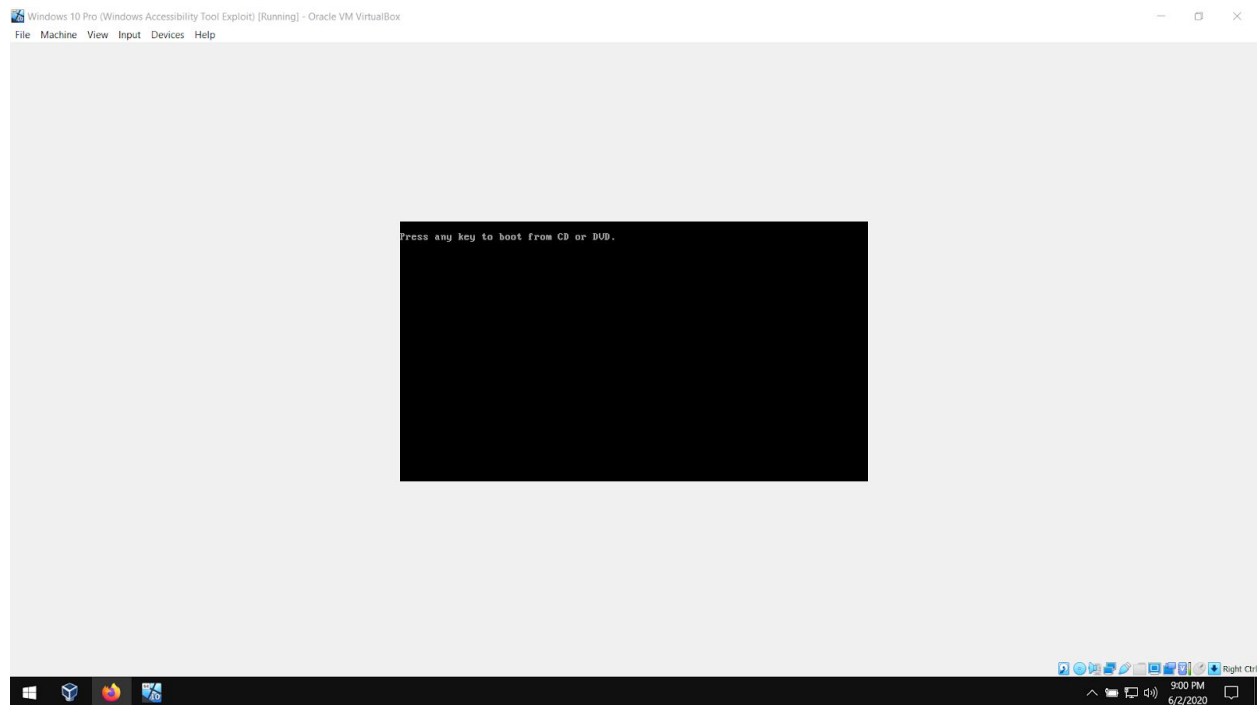 Windows 10 Pro (Windows Accessibility Tool Exploit) [Running] - Oracle VM VirtualBox
File Machine View Input Devices Help
Press any key to boot from CD or DVD.
Right Ctrl
9:00 PM
6/2/2020